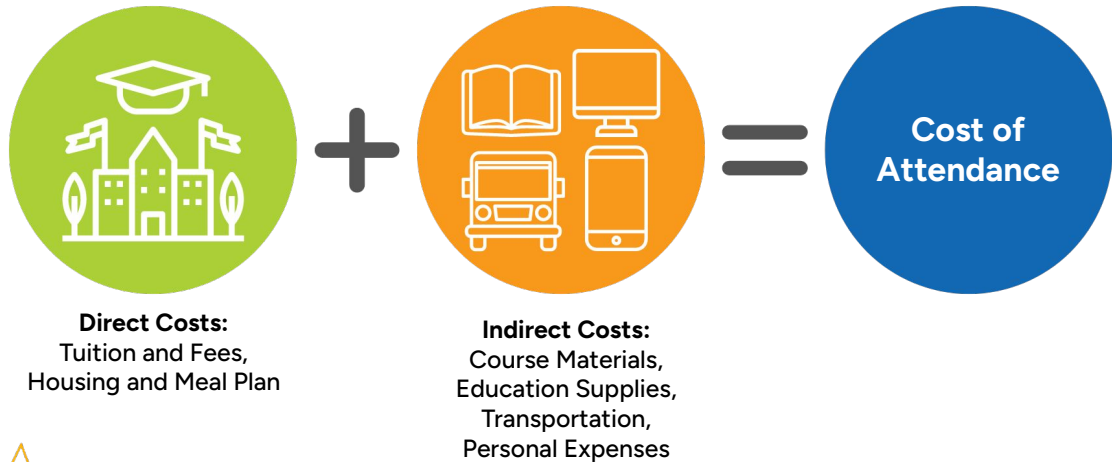 Cost of
Attendance
Direct Costs:
Tuition and Fees,
Housing and Meal Plan
Indirect Costs:
Course Materials,
Education Supplies,
Transportation,
Personal Expenses